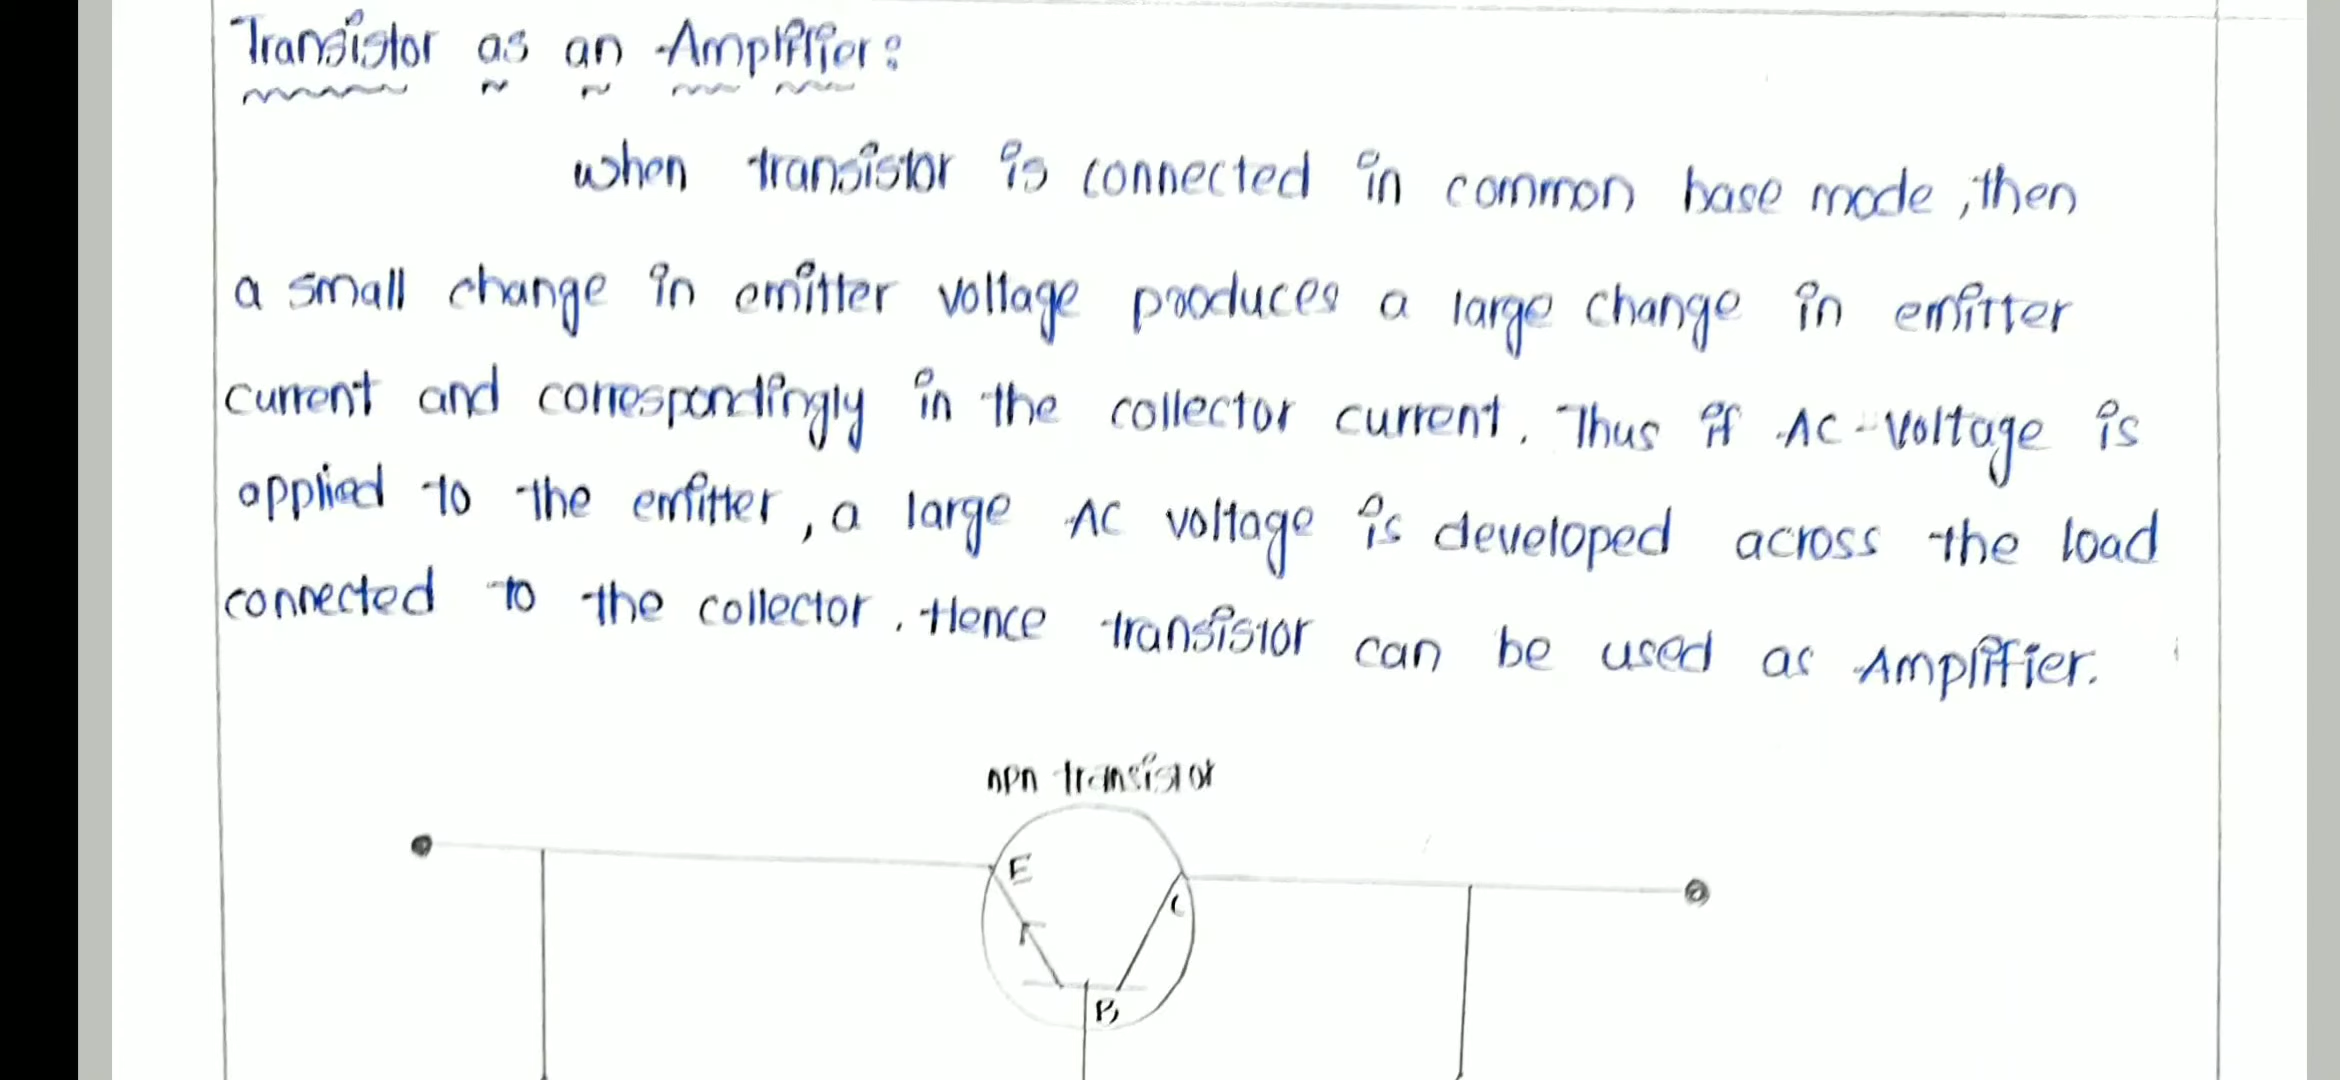 Transistor as an Amplifier:
when transistor is connected in common base mode, then
a small change in emitter voltage produces a large change in emitter
current and correspondingly in the collector current. Thus if AC-Voltage is
applied to the emitter, a large AC voltage is developed across the load
connected to the collector. Hence transistor can be used as Amplifier.
npn transistor
E
C
B